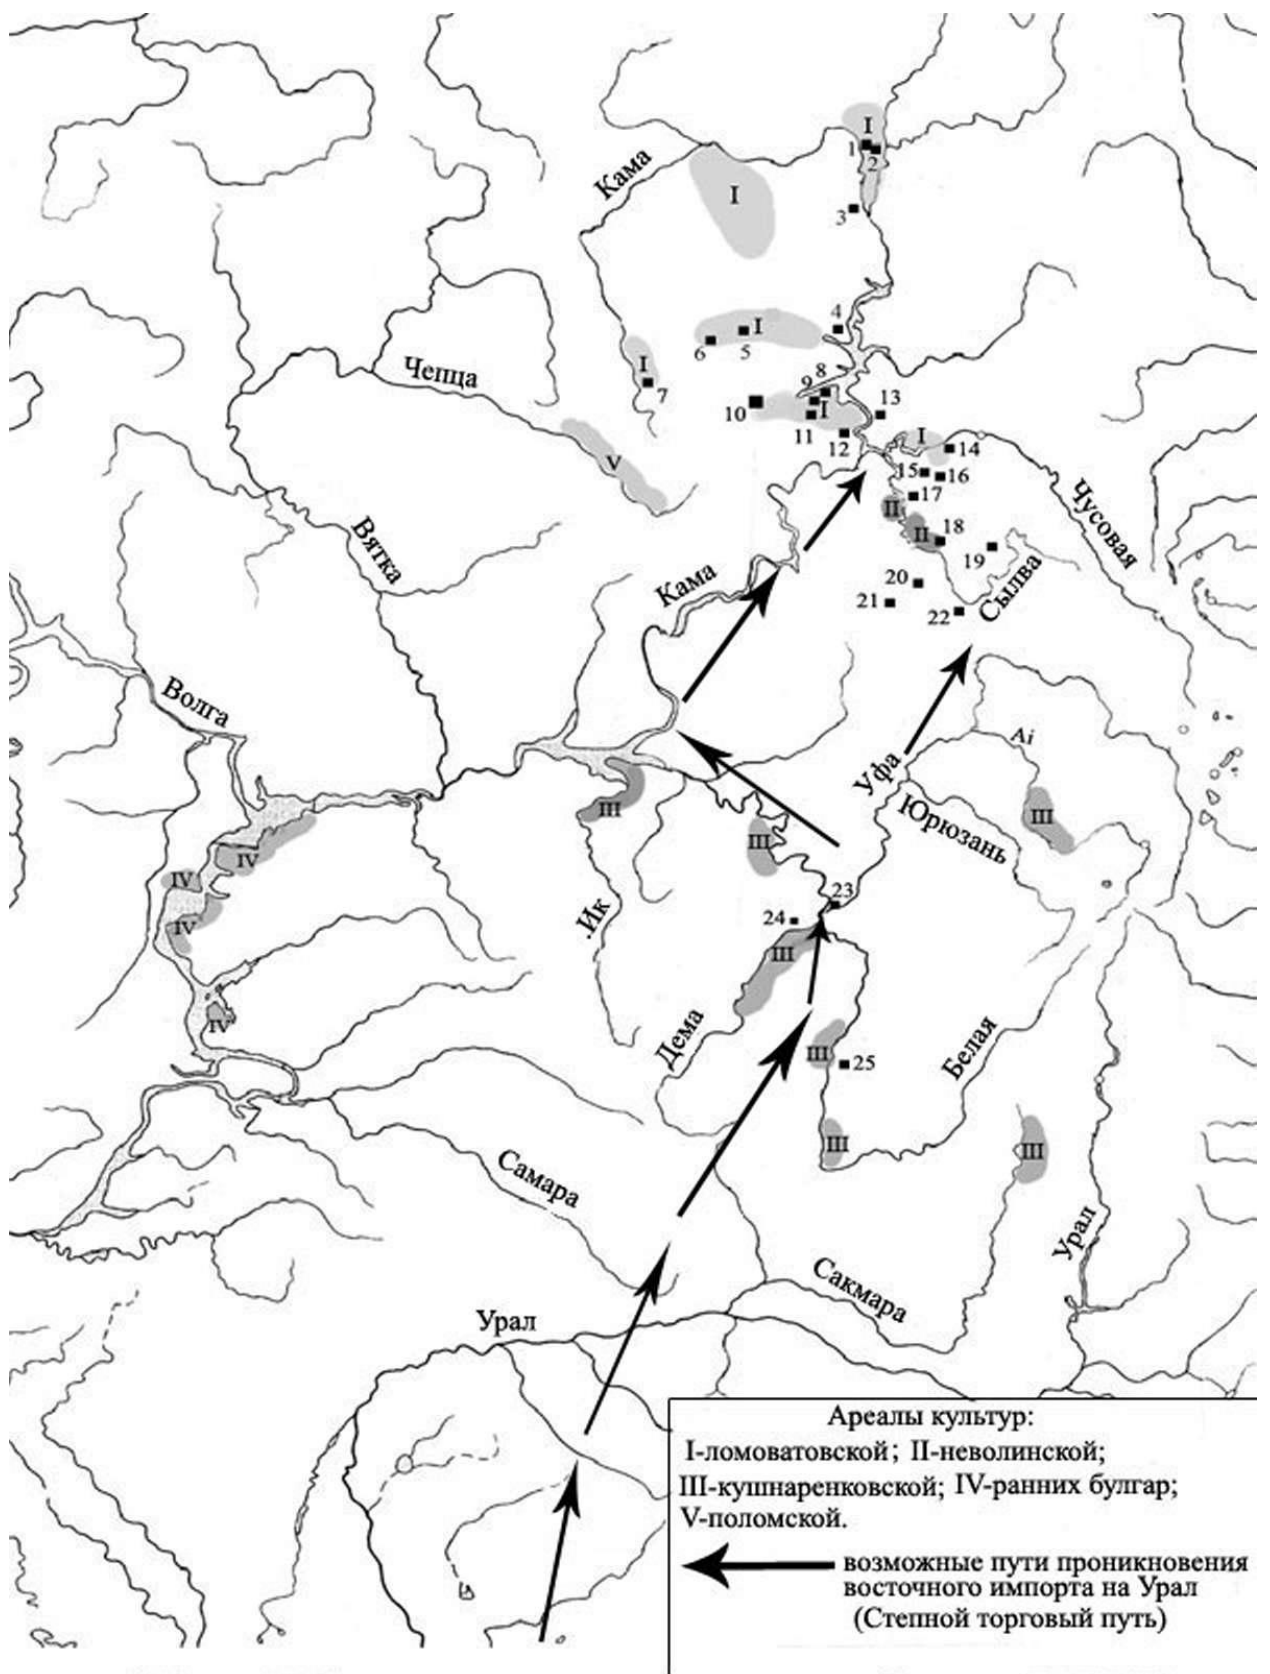 I
1
2
Кама
I
3
4
I
5
6
I
7
Чепца
8
9
10
I
11
12
13
I
14
15
16
V
17
II
II
18
19
Чусовая
Вятка
Кама
20
21
22
Сылва
Волга
Уфа
Ai
Юрюзань
III
III
III
IV
IV
IV
IV
.Ик
23
24
III
Дема
III
25
Белая
III
III
Самара
Урал
Сакмара
Урал
Ареалы культур:
I-ломоватовской; II-неволинской;
III-кушнаренковской; IV-ранних булгар;
V-поломской.
возможные пути проникновения
восточного импорта на Урал
(Степной торговый путь)